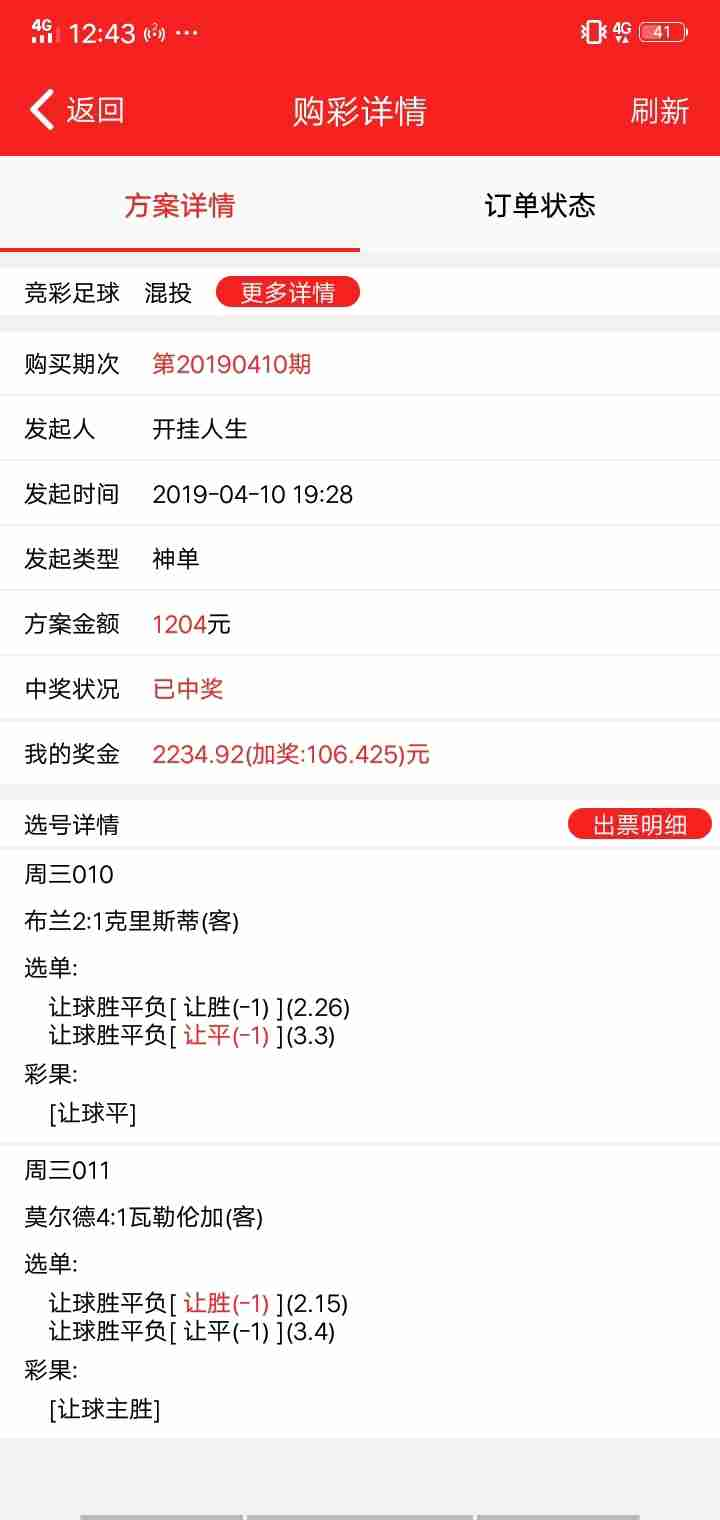 4G 12:43 ... 4G 41
返回 购彩详情 刷新
方案详情 订单状态
竞彩足球 混投 更多详情
购买期次 第20190410期
发起人 开挂人生
发起时间 2019-04-10 19:28
发起类型 神单
方案金额 1204元
中奖状况 已中奖
我的奖金 2234.92(加奖:106.425)元
选号详情 出票明细
周三010
布兰2:1克里斯蒂(客)
选单:
让球胜平负[ 让胜(-1) ](2.26)
让球胜平负[ 让平(-1) ](3.3)
彩果:
[让球平]
周三011
莫尔德4:1瓦勒伦加(客)
选单:
让球胜平负[ 让胜(-1) ](2.15)
让球胜平负[ 让平(-1) ](3.4)
彩果:
[让球主胜]